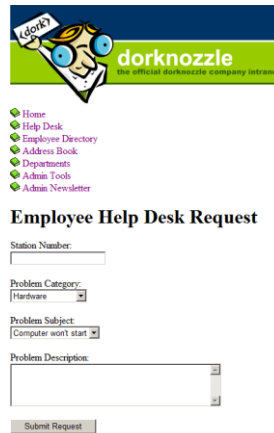 dork
dorknozzle
the official dorknozzle company intran
Home
Help Desk
Employee Directory
Address Book
Departments
Admin Tools
Admin Newsletter
Employee Help Desk Request
Station Number:
Problem Category:
Hardware
Problem Subject:
Computer won't start
Problem Description:
Submit Request